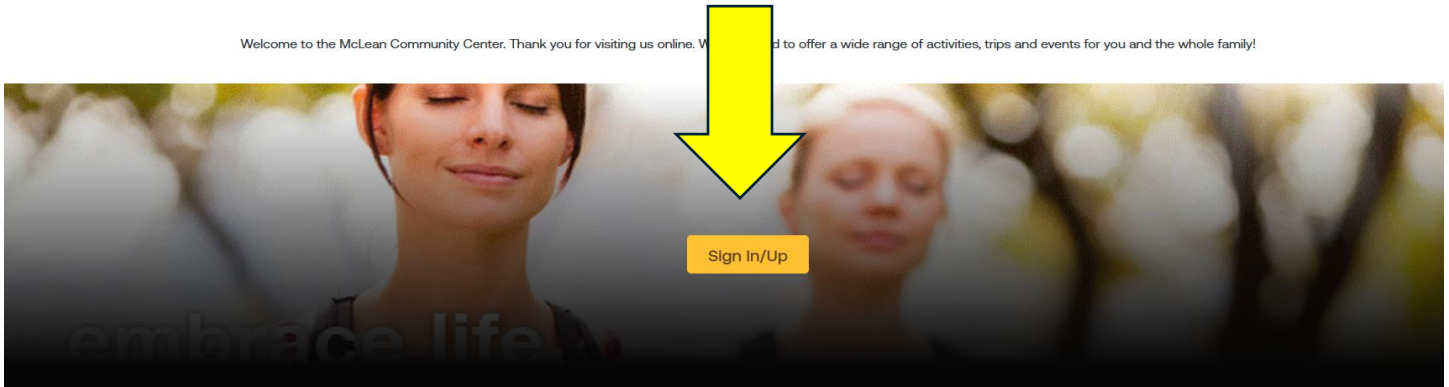 Welcome to the McLean Community Center. Thank you for visiting us online. W d to offer a wide range of activities, trips and events for you and the whole family!
Sign In/Up
embrace life.